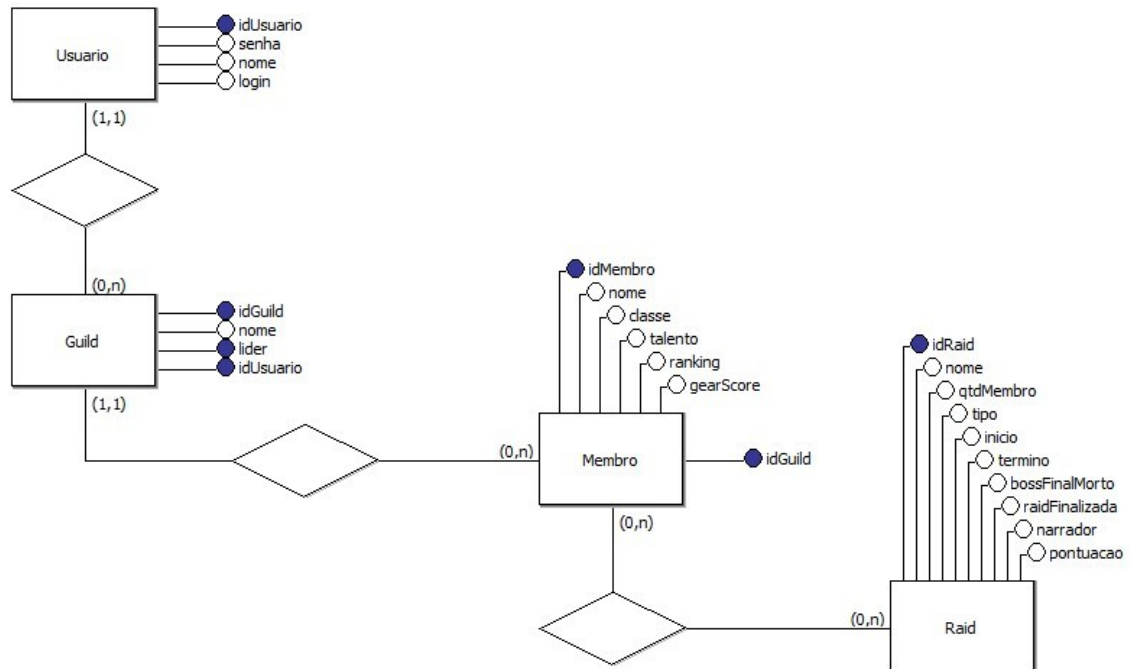 idUsuario
senha
nome
login
Usuario
(1,1)
(0,n)
idGuild
nome
lider
idUsuario
Guild
(1,1)
idMembro
nome
classe
talento
ranking
gearScore
(0,n)
Membro
idGuild
(0,n)
idRaid
nome
qtdMembro
tipo
inicio
termino
bossFinalMorto
raidFinalizada
narrador
pontuacao
(0,n)
Raid